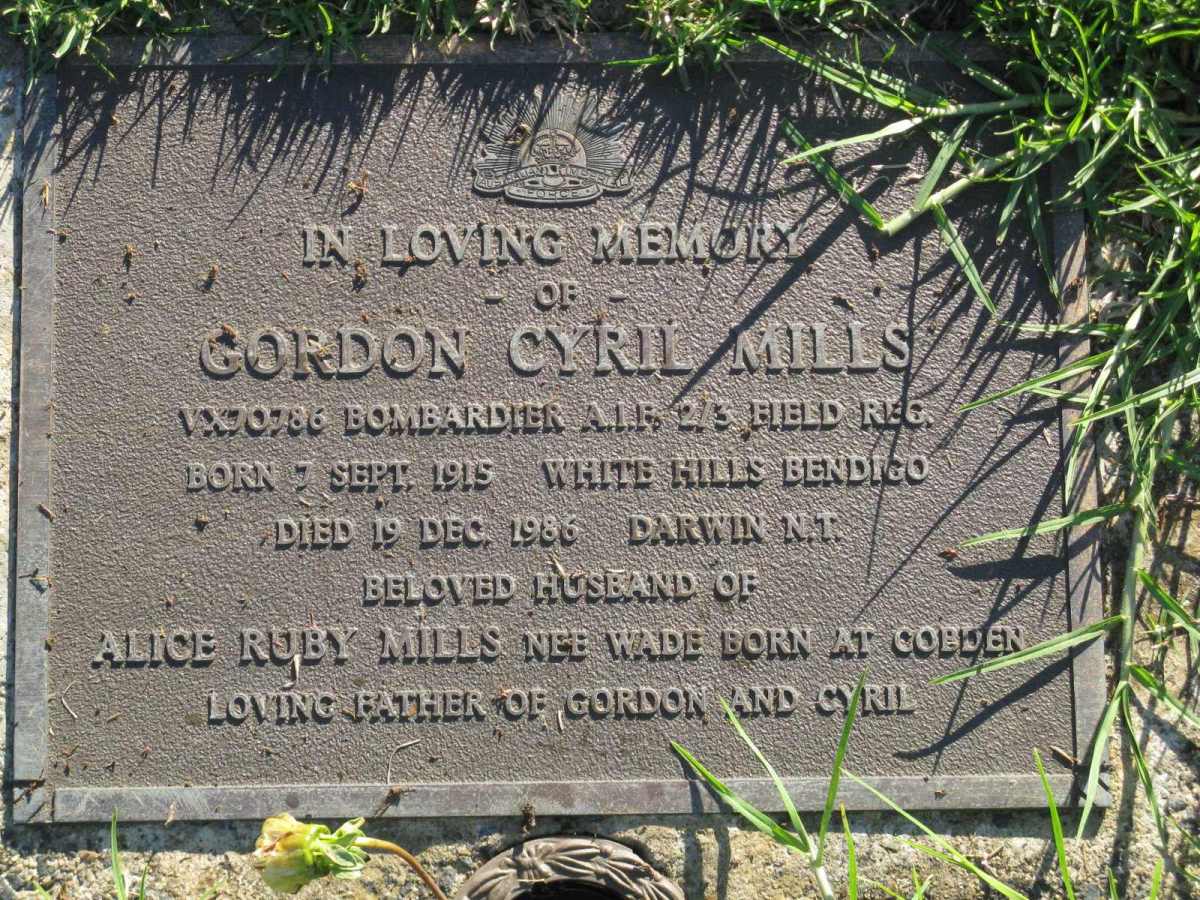 IN LOVING MEMORY
- OF -
GORDON CYRIL MILLS
VX70786 BOMBARDIER A.I.F. 2/3 FIELD REG.
BORN 7 SEPT. 1915 WHITE HILLS BENDIGO
DIED 19 DEC. 1986 DARWIN N.T.
BELOVED HUSBAND OF
ALICE RUBY MILLS NEE WADE BORN AT COBDEN
LOVING FATHER OF GORDON AND CYRIL